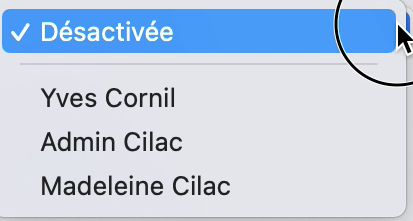 ✓ Désactivée
Yves Cornil
Admin Cilac
Madeleine Cilac